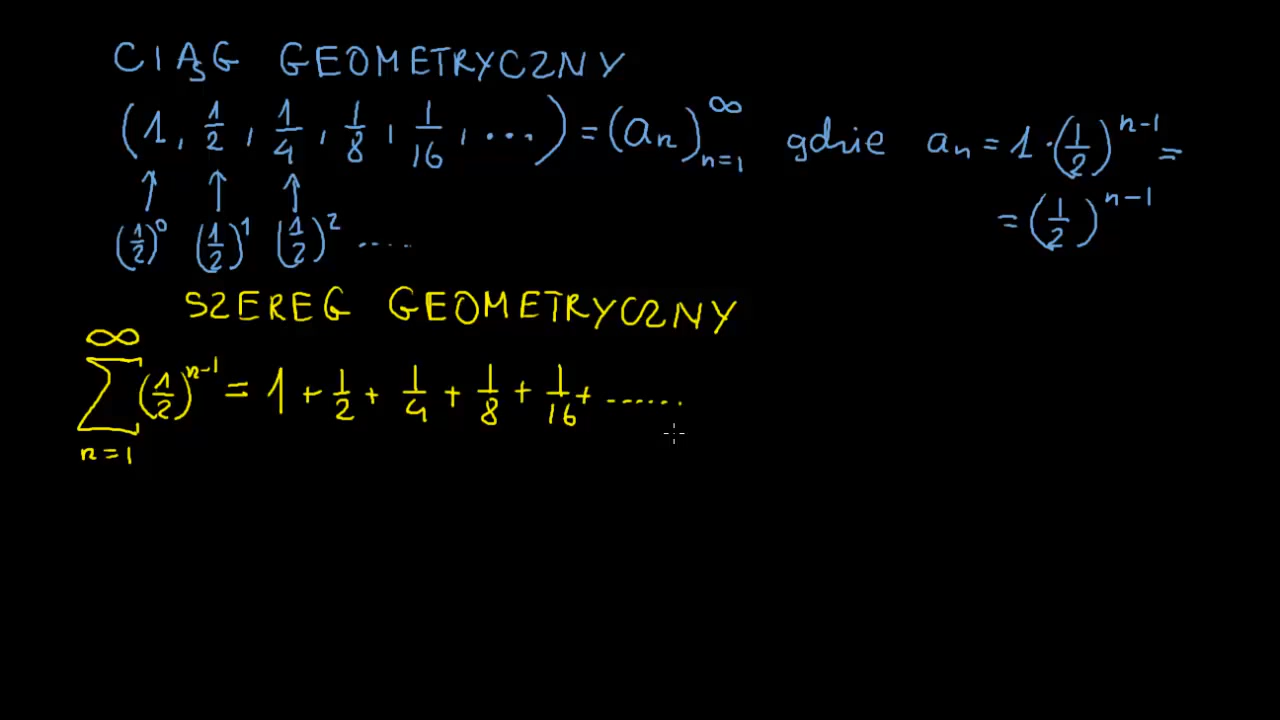 CIĄG GEOMETRYCZNY
(1, 1/2, 1/4, 1/8, 1/16, ...) = (aₙ)ₙ₌₁^∞ gdzie aₙ = 1·(1/2)^(n-1) =
= (1/2)^(n-1)
↑ ↑ ↑
(1/2)^0 (1/2)^1 (1/2)^2 .....
SZEREG GEOMETRYCZNY
∑_(n=1)^∞ (1/2)^(n-1) = 1 + 1/2 + 1/4 + 1/8 + 1/16 + ......